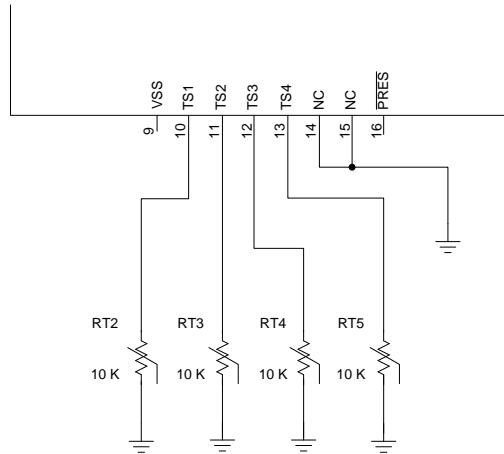 VSS
TS1
TS2
TS3
TS4
NC
NC
PRES
9
10
11
12
13
14
15
16
RT2
RT3
RT4
RT5
10 K
10 K
10 K
10 K